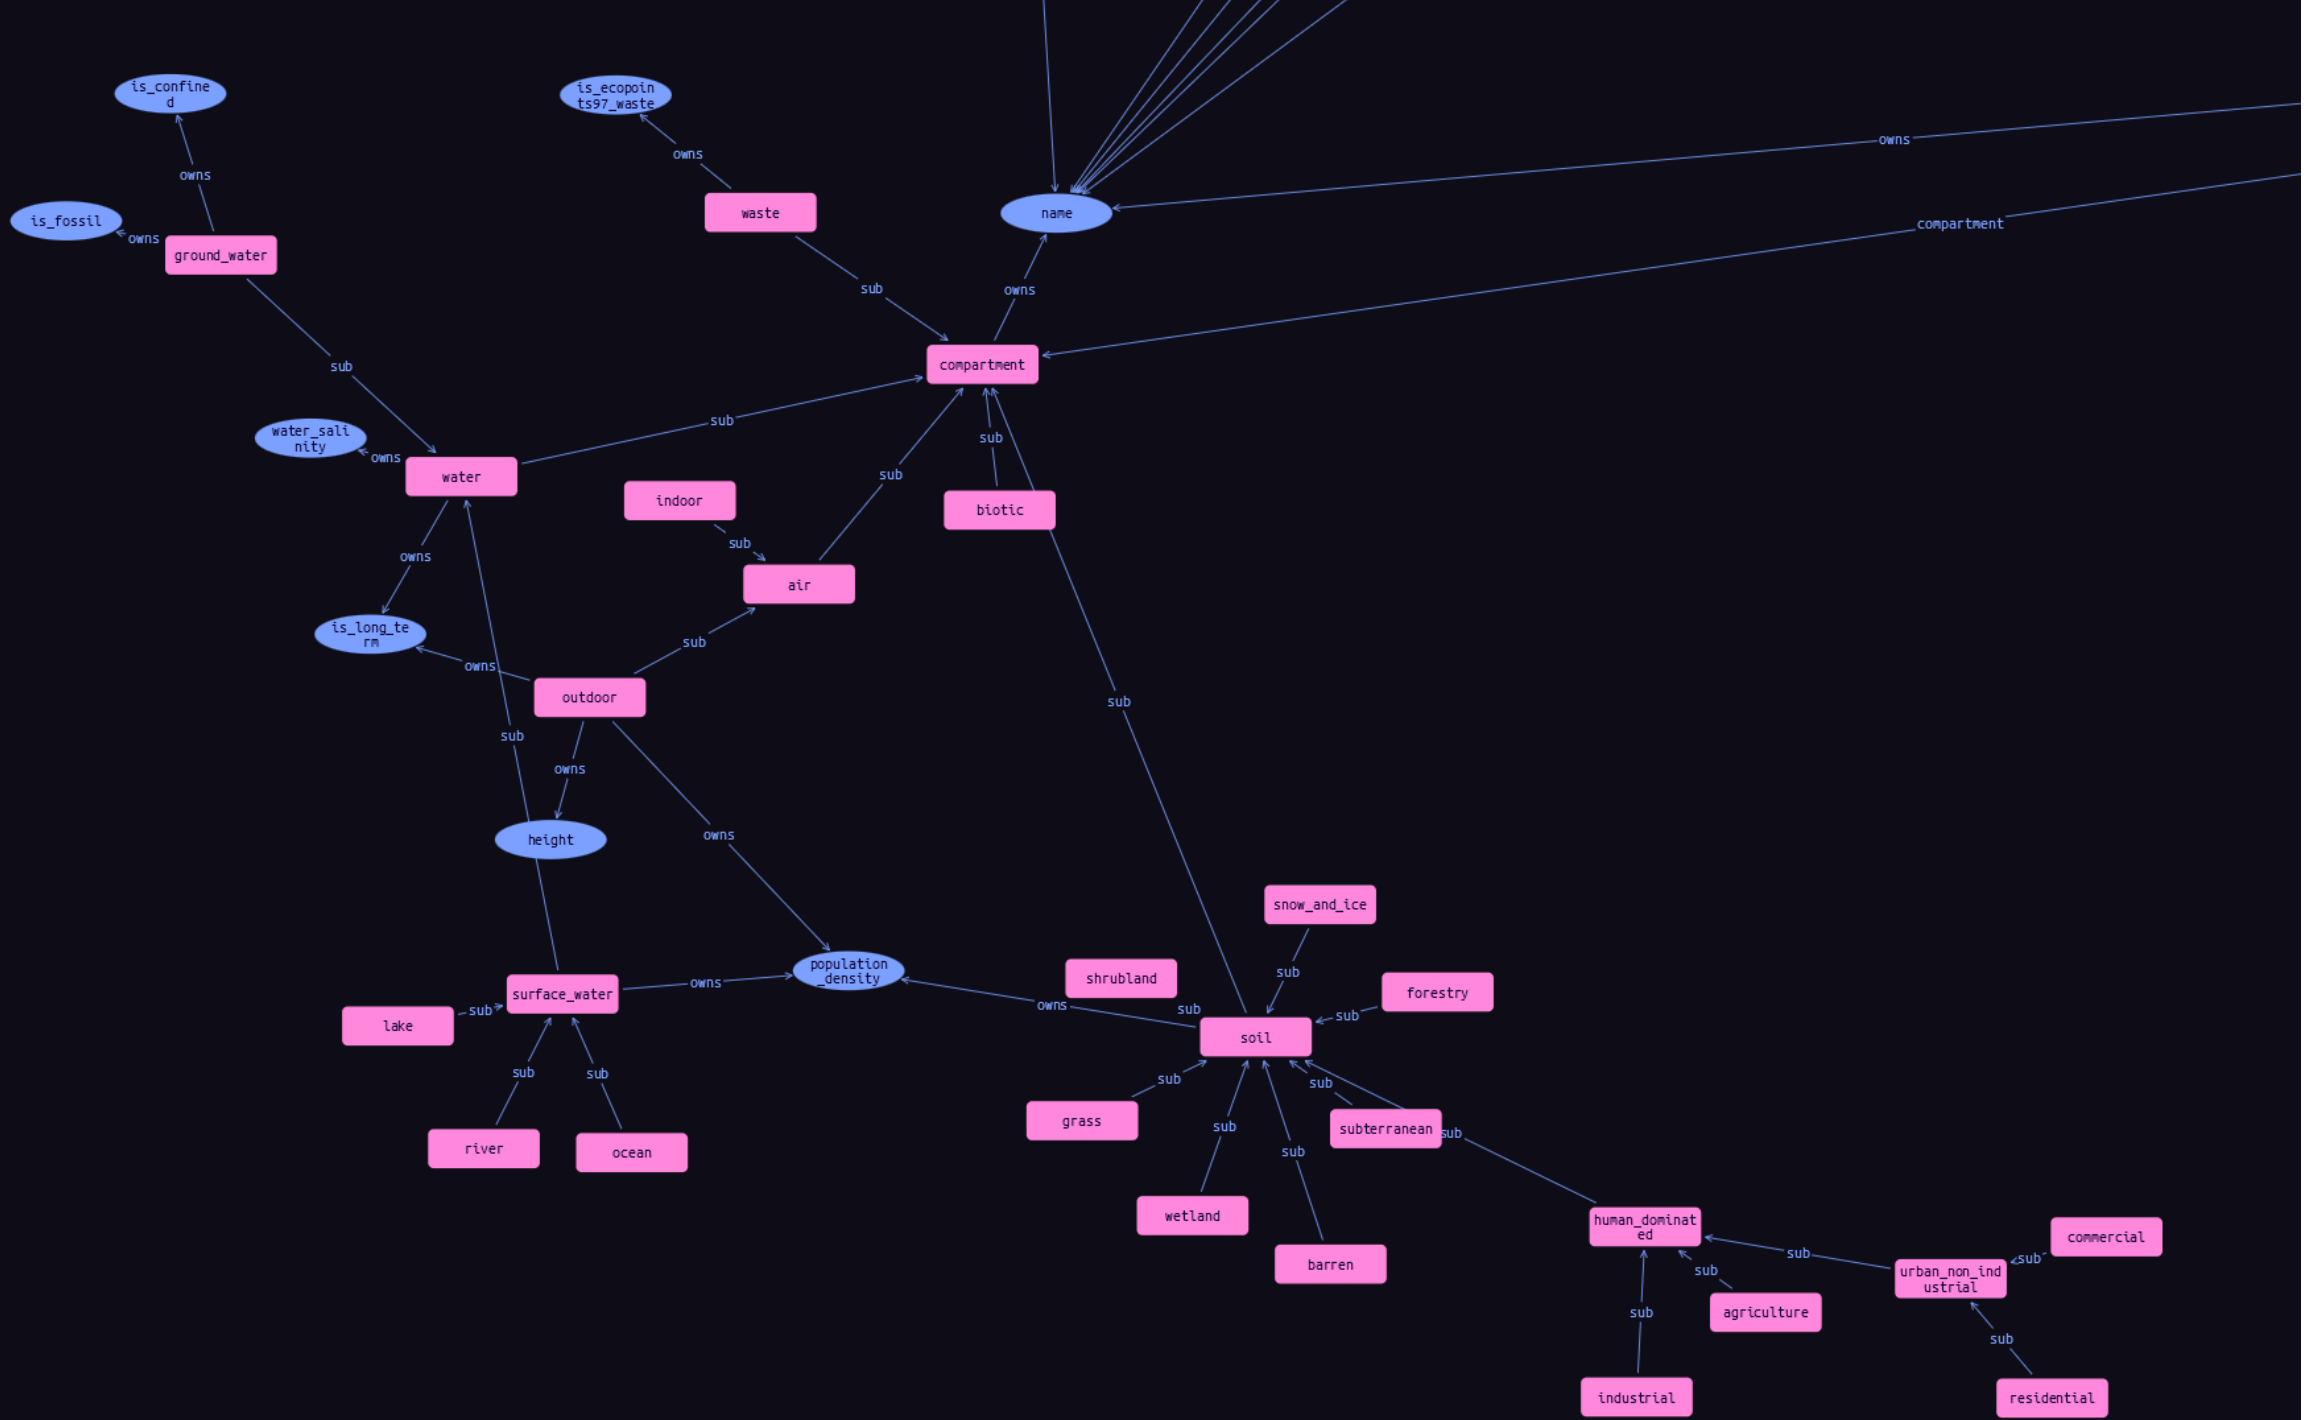 is_confine
d
is_ecopoin
ts97_waste
owns
owns
owns
is_fossil
owns
waste
name
compartment
ground_water
sub
owns
sub
compartment
sub
water_sali
nity
owns
sub
water
sub
indoor
biotic
sub
owns
air
is_long_te
rm
sub
owns
outdoor
sub
sub
owns
owns
height
snow_and_ice
population
_density
shrubland
sub
forestry
surface_water
owns
owns
sub
sub
lake
sub
soil
sub
sub
sub
sub
grass
sub
subterranean
sub
river
ocean
sub
wetland
human_dominat
ed
commercial
barren
sub
sub
sub
urban_non_ind
ustrial
agriculture
sub
sub
industrial
residential